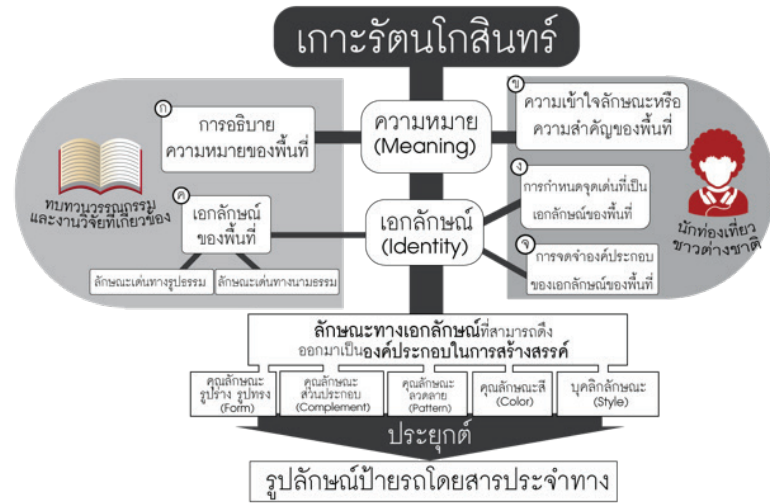 เกาะรัตนโกสินทร์
ก
การอธิบาย
ความหมายของพื้นที่
ความหมาย
(Meaning)
ข
ความเข้าใจลักษณะหรือ
ความสำคัญของพื้นที่
ทบทวนวรรณกรรม
และงานวิจัยที่เกี่ยวข้อง
ค
เอกลักษณ์
ของพื้นที่
ลักษณะเด่นทางรูปธรรม
ลักษณะเด่นทางนามธรรม
เอกลักษณ์
(Identity)
ง
การกำหนดจุดเด่นที่เป็น
เอกลักษณ์ของพื้นที่
จ
การจดจำองค์ประกอบ
ของเอกลักษณ์ของพื้นที่
นักท่องเที่ยว
ชาวต่างชาติ
ลักษณะทางเอกลักษณ์ที่สามารถดึง
ออกมาเป็นองค์ประกอบในการสร้างสรรค์
คุณลักษณะ
รูปร่าง รูปทรง
(Form)
คุณลักษณะ
ส่วนประกอบ
(Complement)
คุณลักษณะ
ลวดลาย
(Pattern)
คุณลักษณะสี
(Color)
บุคลิกลักษณะ
(Style)
ประยุกต์
รูปลักษณ์ป้ายรถโดยสารประจำทาง